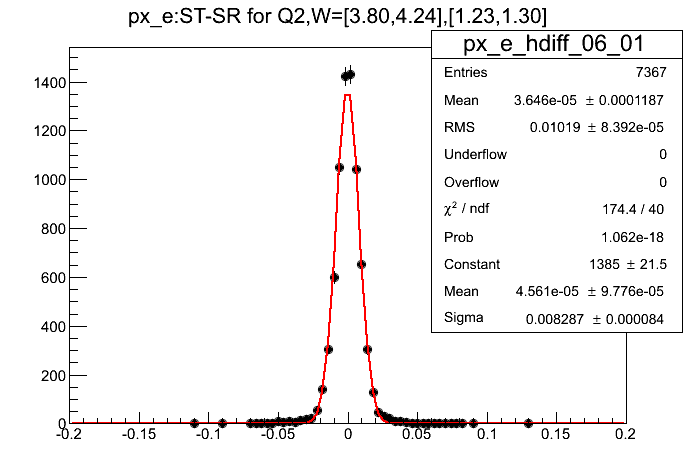 px_e:ST-SR for Q2,W=[3.80,4.24],[1.23,1.30]
px_e_hdiff_06_01
Entries 7367
Mean 3.646e-05 ± 0.0001187
RMS 0.01019 ± 8.392e-05
Underflow 0
Overflow 0
χ² / ndf 174.4 / 40
Prob 1.062e-18
Constant 1385 ± 21.5
Mean 4.561e-05 ± 9.776e-05
Sigma 0.008287 ± 0.000084
1400
1200
1000
800
600
400
200
0
-0.2 -0.15 -0.1 -0.05 0 0.05 0.1 0.15 0.2